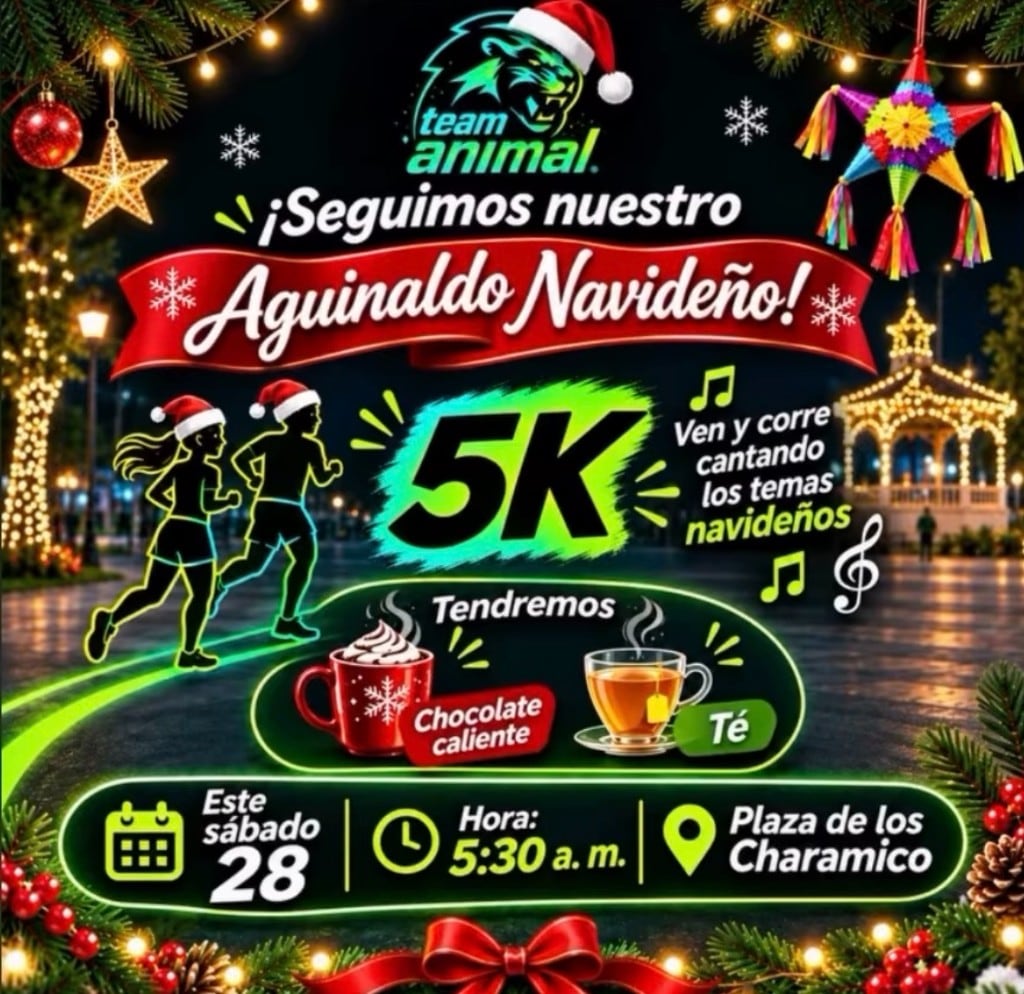 team
animal.
¡Seguimos nuestro
Aguinaldo Navideño!
5K
Ven y corre
cantando
los temas
navideños
Tendremos
Chocolate
caliente
Té
Este
sábado
28
Hora:
5:30 a. m.
Plaza de los
Charamico